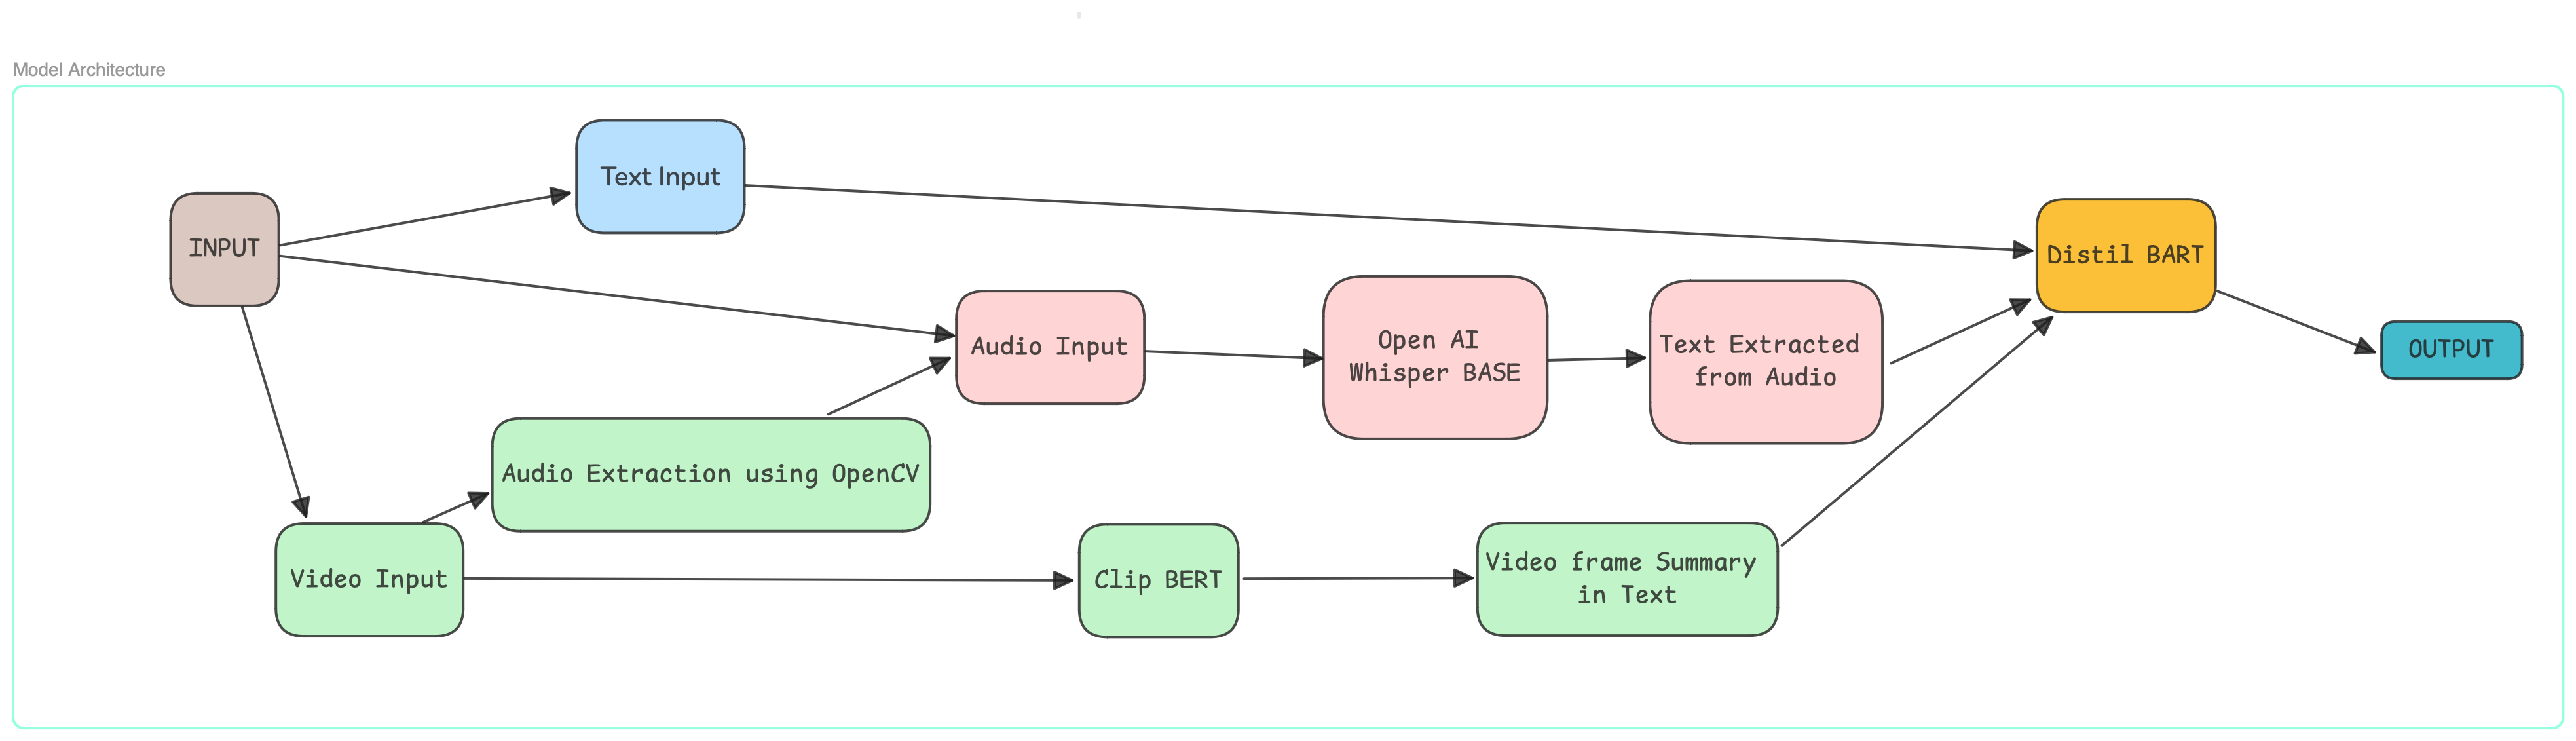 Model Architecture
Text Input
INPUT
Distil BART
Audio Input
Open AI
Whisper BASE
Text Extracted
from Audio
OUTPUT
Audio Extraction using OpenCV
Video Input
Clip BERT
Video frame Summary
in Text